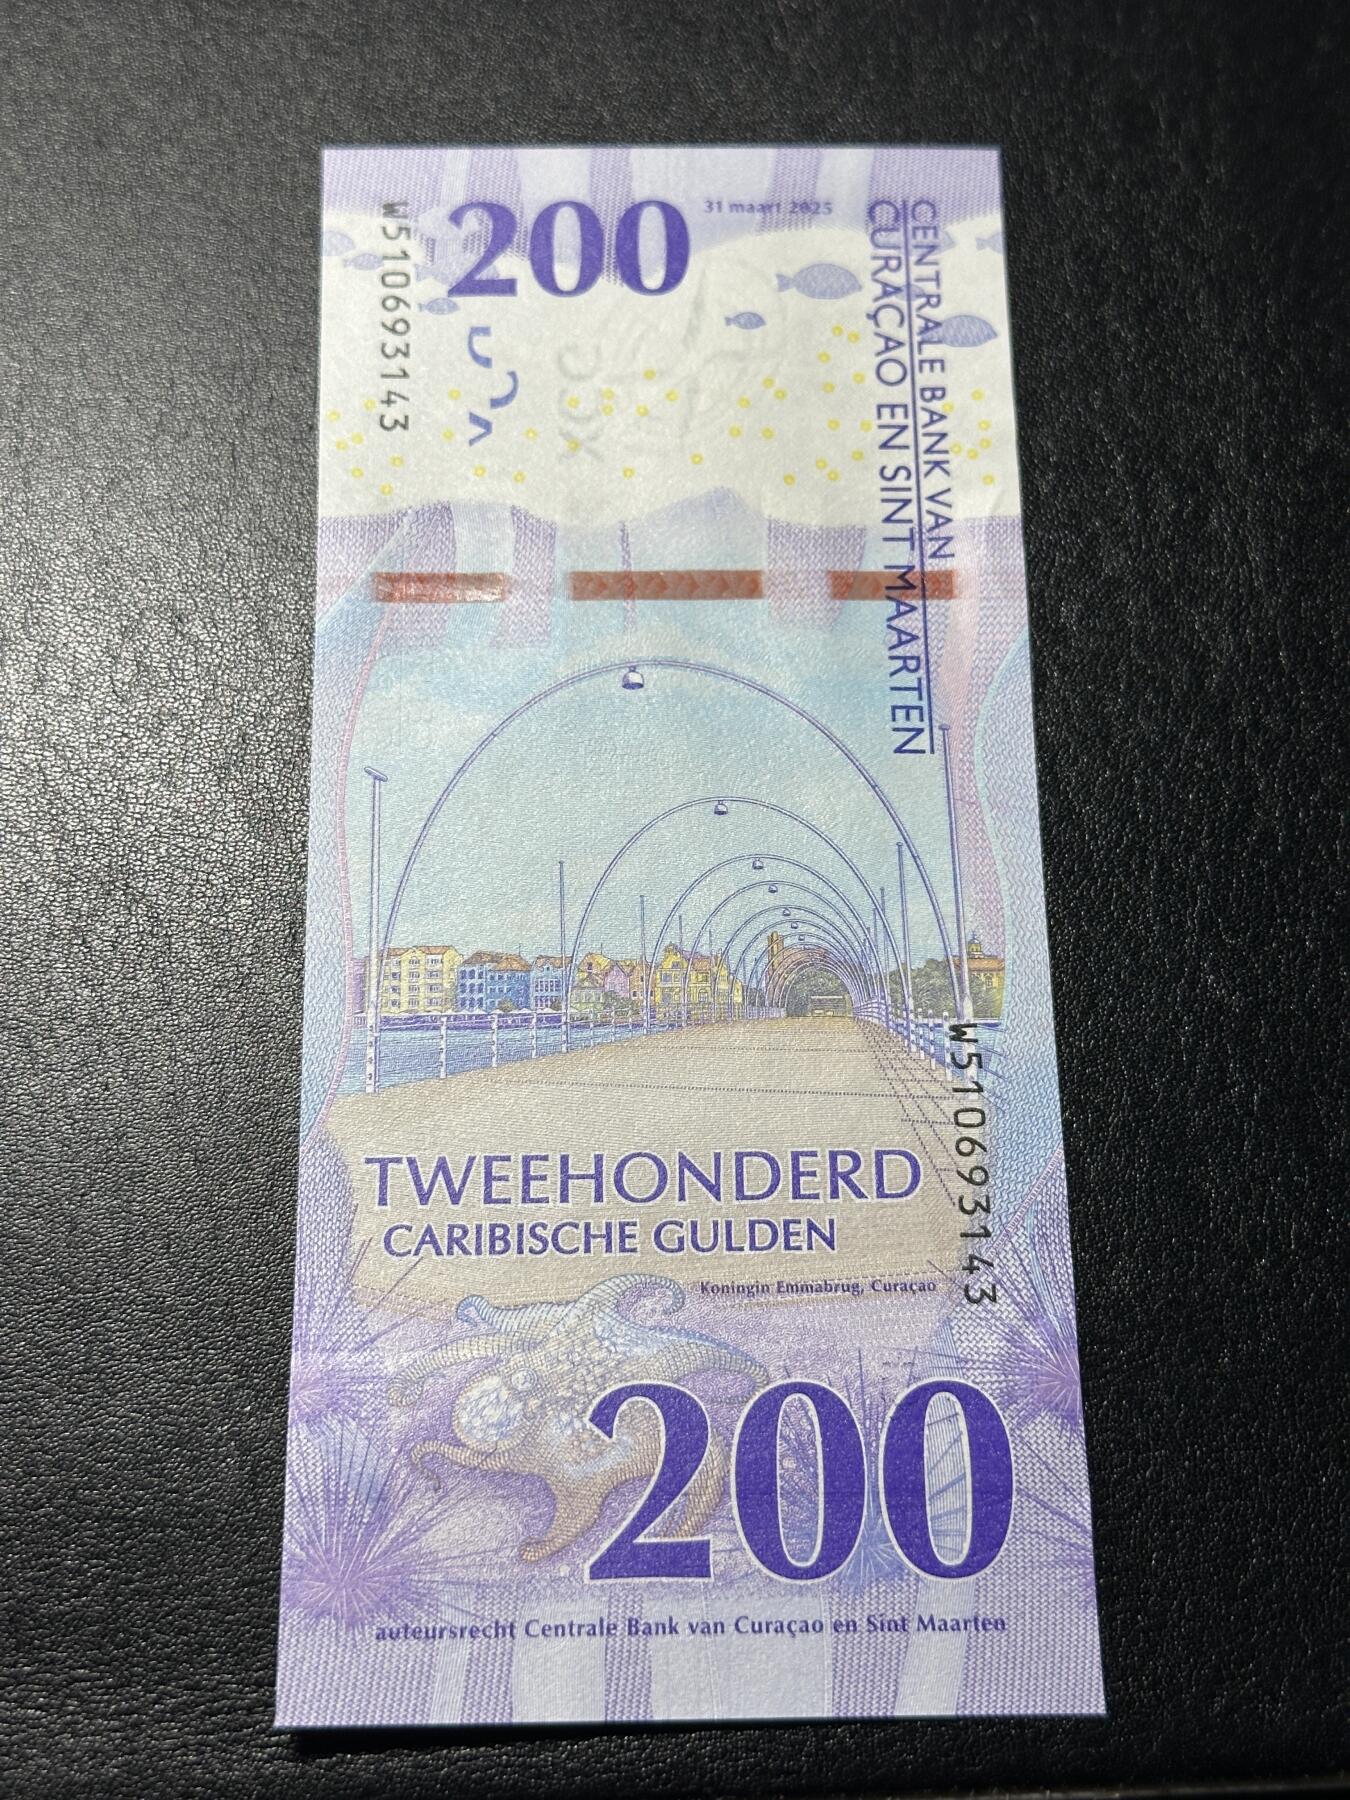 200
31 maart 2025
CENTRALE BANK VAN
CURAÇAO EN SINT MAARTEN
W510693143
TWEEHONDERD
CARIBISCHE GULDEN
Koningin Emmabrug, Curaçao
W510693143
200
auteursrecht Centrale Bank van Curaçao en Sint Maarten